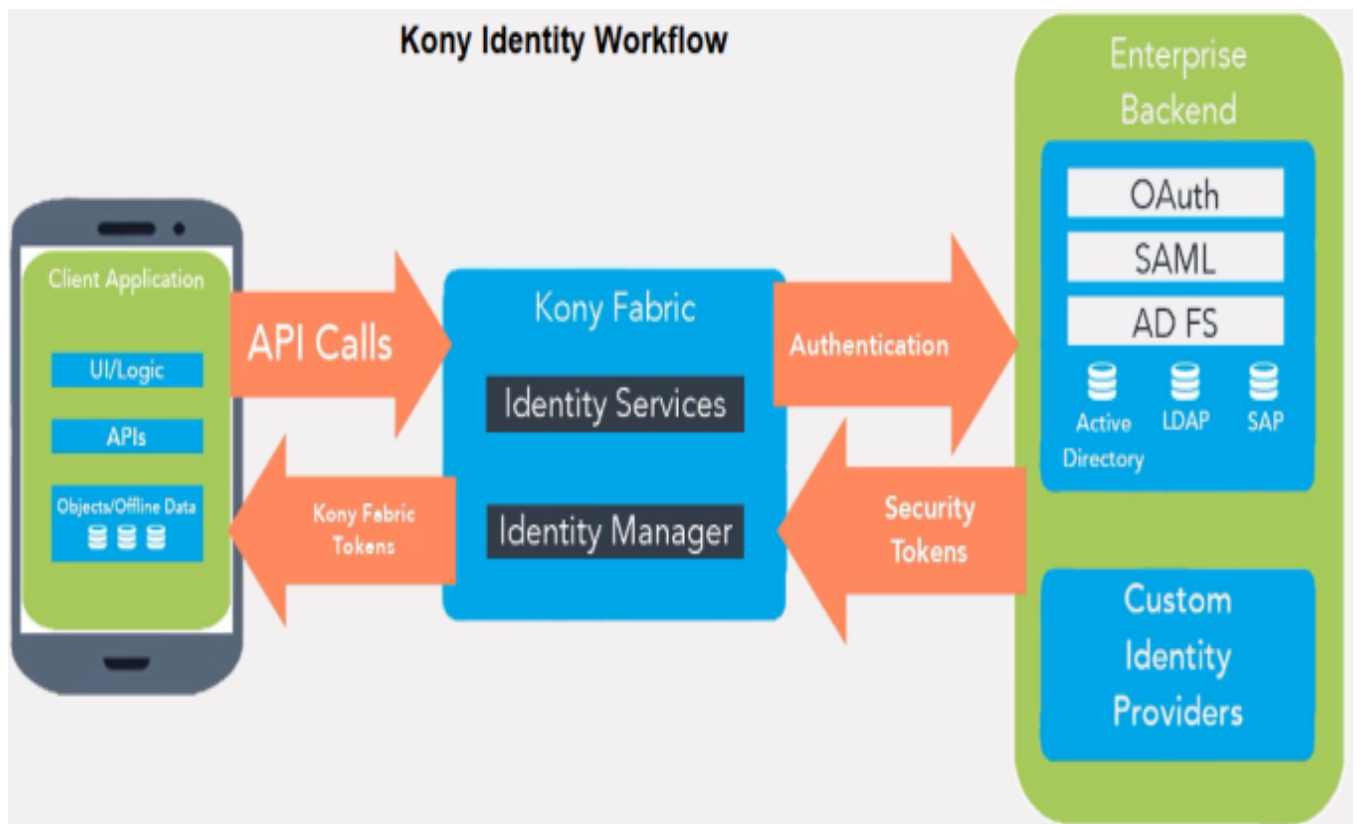 Kony Identity Workflow
Client Application
UI/Logic
APIs
Objects/Offline Data
API Calls
Kony Fabric
Tokens
Kony Fabric
Identity Services
Identity Manager
Authentication
Security
Tokens
Enterprise
Backend
OAuth
SAML
AD FS
Active
Directory
LDAP
SAP
Custom
Identity
Providers